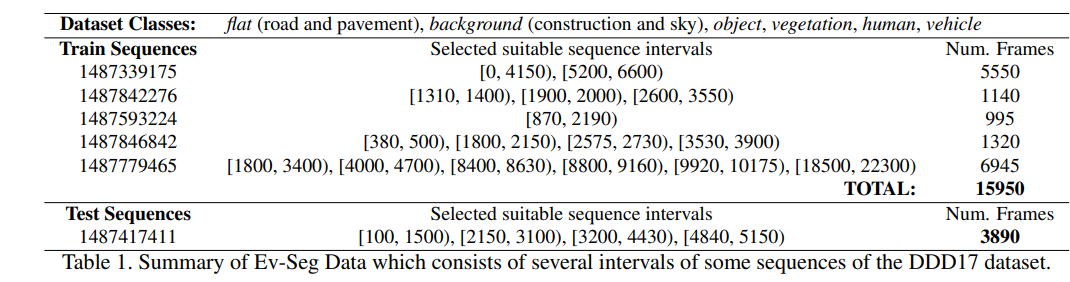 Dataset Classes: flat (road and pavement), background (construction and sky), object, vegetation, human, vehicle
Train Sequences Selected suitable sequence intervals Num. Frames
1487339175 [0, 4150), [5200, 6600) 5550
1487842276 [1310, 1400), [1900, 2000), [2600, 3550) 1140
1487593224 [870, 2190) 995
1487846842 [380, 500), [1800, 2150), [2575, 2730), [3530, 3900) 1320
1487779465 [1800, 3400), [4000, 4700), [8400, 8630), [8800, 9160), [9920, 10175), [18500, 22300) 6945
TOTAL: 15950
Test Sequences Selected suitable sequence intervals Num. Frames
1487417411 [100, 1500), [2150, 3100), [3200, 4430), [4840, 5150) 3890
Table 1. Summary of Ev-Seg Data which consists of several intervals of some sequences of the DDD17 dataset.